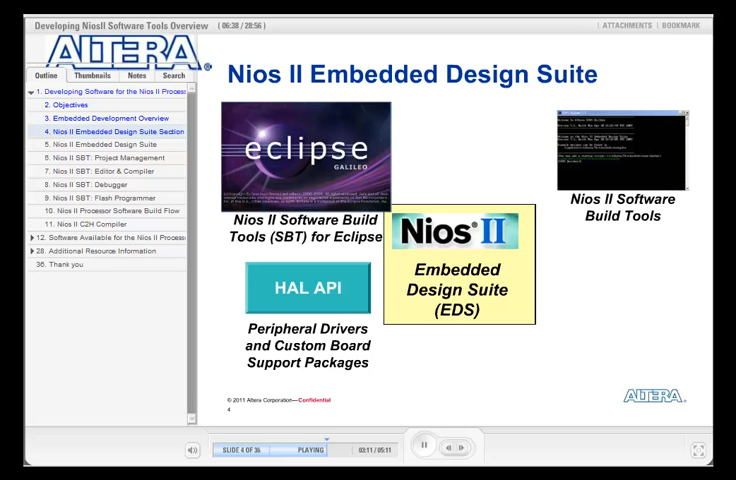 Developing NiosII Software Tools Overview ( 06:38 / 28:56 )
ATTACHMENTS | BOOKMARK
ALTERA®
Outline Thumbnails Notes Search
1. Developing Software for the Nios II Process
2. Objectives
3. Embedded Development Overview
4. Nios II Embedded Design Suite Section
5. Nios II Embedded Design Suite
6. Nios II SBT: Project Management
7. Nios II SBT: Editor & Compiler
8. Nios II SBT: Debugger
9. Nios II SBT: Flash Programmer
10. Nios II Processor Software Build Flow
11. Nios II C2H Compiler
12. Software Available for the Nios II Process
28. Additional Resource Information
36. Thank you
Nios II Embedded Design Suite
eclipse
GALILEO
Nios II Software Build
Tools (SBT) for Eclipse
Nios II Software
Build Tools
Nios® II
Embedded
Design Suite
(EDS)
HAL API
Peripheral Drivers
and Custom Board
Support Packages
© 2011 Altera Corporation—Confidential
4
ALTERA
SLIDE 4 OF 36 PLAYING 03:11 / 05:11